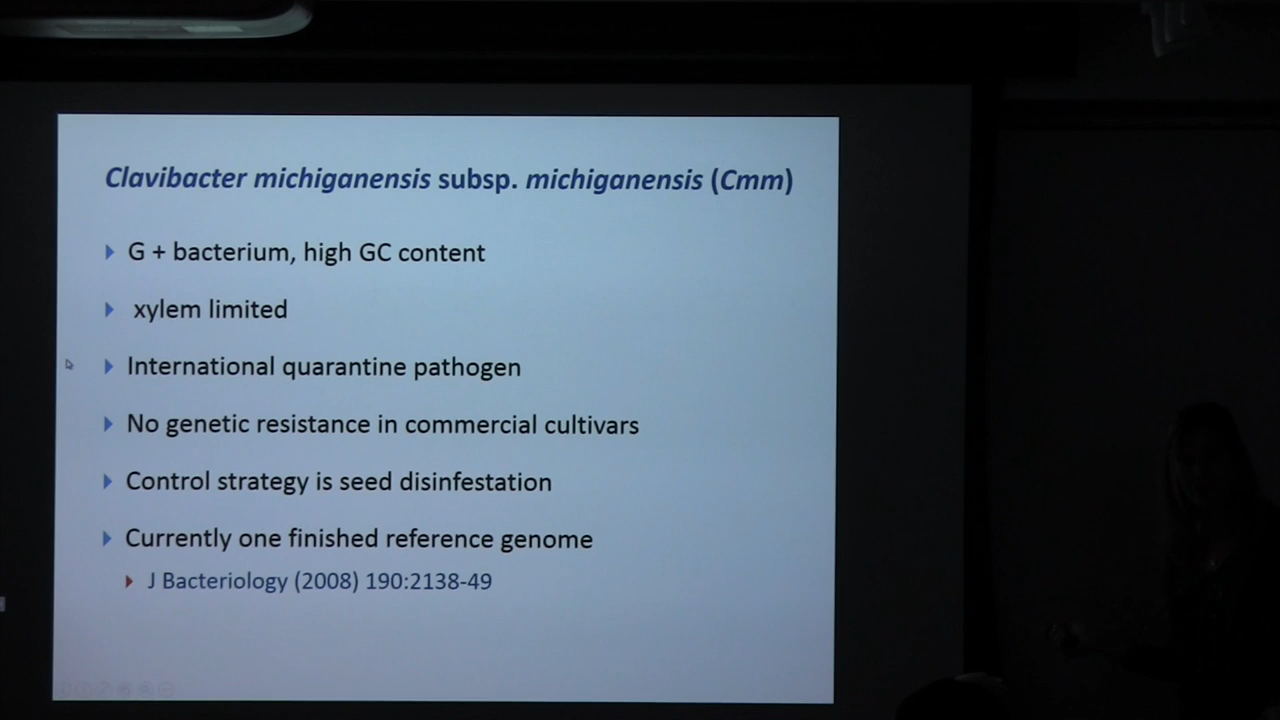 Clavibacter michiganensis subsp. michiganensis (Cmm)
G + bacterium, high GC content
xylem limited
International quarantine pathogen
No genetic resistance in commercial cultivars
Control strategy is seed disinfestation
Currently one finished reference genome
J Bacteriology (2008) 190:2138-49